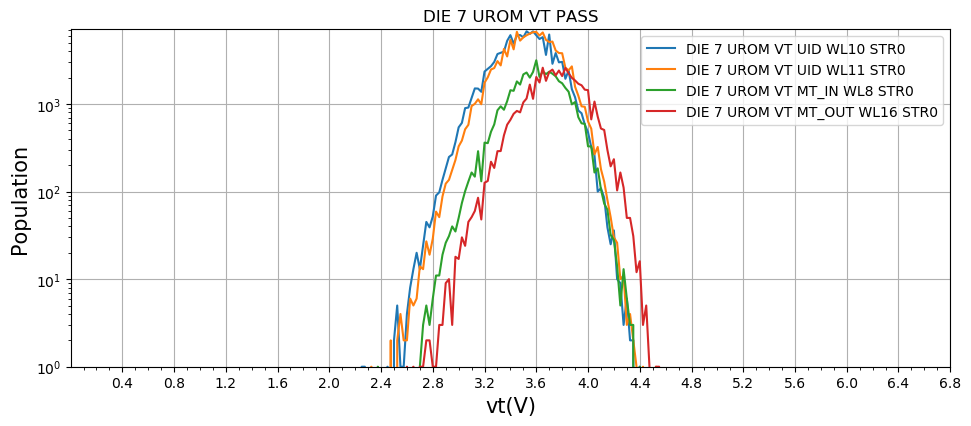 DIE 7 UROM VT PASS
DIE 7 UROM VT UID WL10 STR0
DIE 7 UROM VT UID WL11 STR0
DIE 7 UROM VT MT_IN WL8 STR0
DIE 7 UROM VT MT_OUT WL16 STR0
Population
10³
10²
10¹
10⁰
0.4 0.8 1.2 1.6 2.0 2.4 2.8 3.2 3.6 4.0 4.4 4.8 5.2 5.6 6.0 6.4 6.8
vt(V)